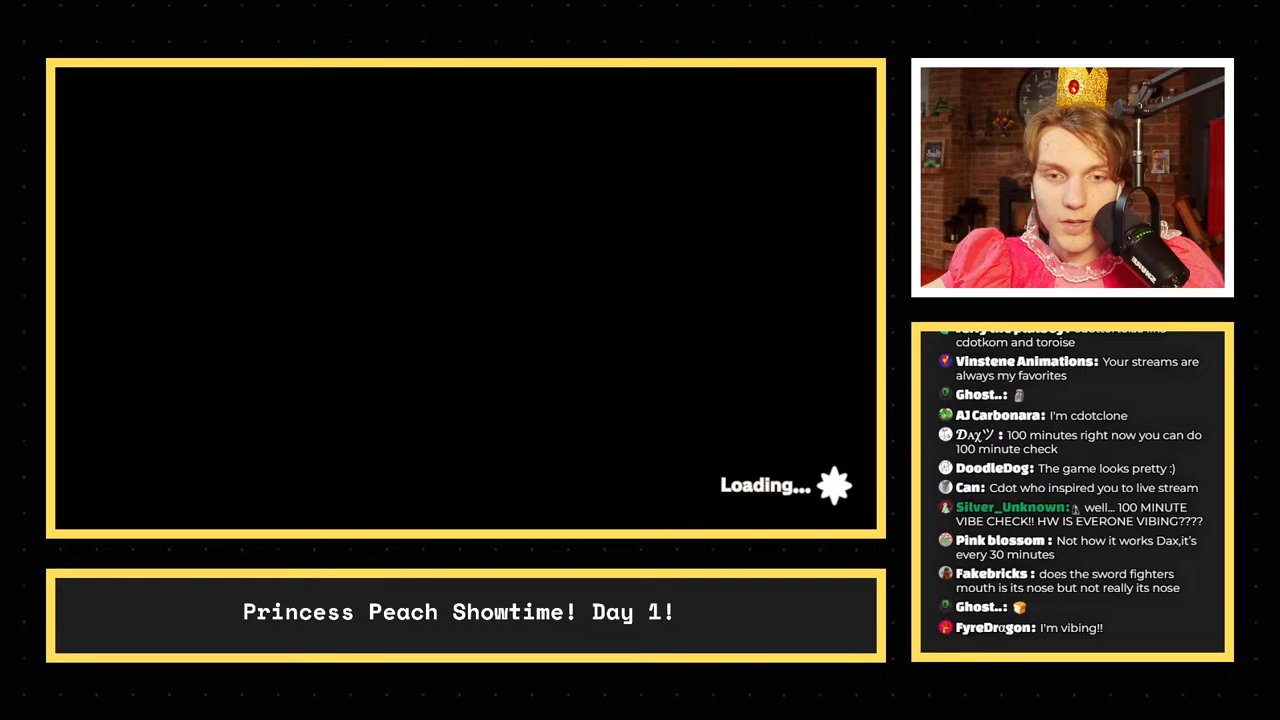 Loading...
Princess Peach Showtime! Day 1!
cdotkom and toroise
Vinstene Animations: Your streams are
always my favorites
Ghost..: 🗿
AJ Carbonara: I'm cdotclone
Dᴀχツ : 100 minutes right now you can do
100 minute check
DoodleDog: The game looks pretty :)
Can: Cdot who inspired you to live stream
Silver_Unknown: well... 100 MINUTE
VIBE CHECK!! HW IS EVERONE VIBING????
Pink blossom : Not how it works Dax,it's
every 30 minutes
Fakebricks : does the sword fighters
mouth is its nose but not really its nose
Ghost..: 🍞
FyreDrαgon: I'm vibing!!